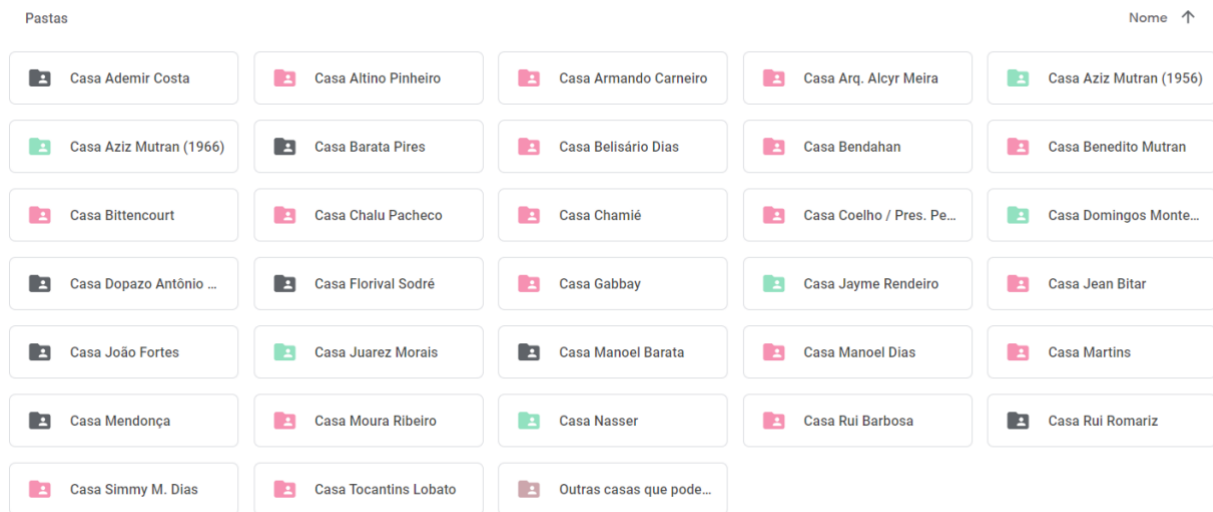 Pastas Nome
Casa Ademir Costa Casa Altino Pinheiro Casa Armando Carneiro Casa Arq. Alcyr Meira Casa Aziz Mutran (1956)
Casa Aziz Mutran (1966) Casa Barata Pires Casa Belisário Dias Casa Bendahan Casa Benedito Mutran
Casa Bittencourt Casa Chalu Pacheco Casa Chamié Casa Coelho / Pres. Pe... Casa Domingos Monte...
Casa Dopazo Antônio ... Casa Florival Sodré Casa Gabbay Casa Jayme Rendeiro Casa Jean Bitar
Casa João Fortes Casa Juarez Morais Casa Manoel Barata Casa Manoel Dias Casa Martins
Casa Mendonça Casa Moura Ribeiro Casa Nasser Casa Rui Barbosa Casa Rui Romariz
Casa Simmy M. Dias Casa Tocantins Lobato Outras casas que pode...